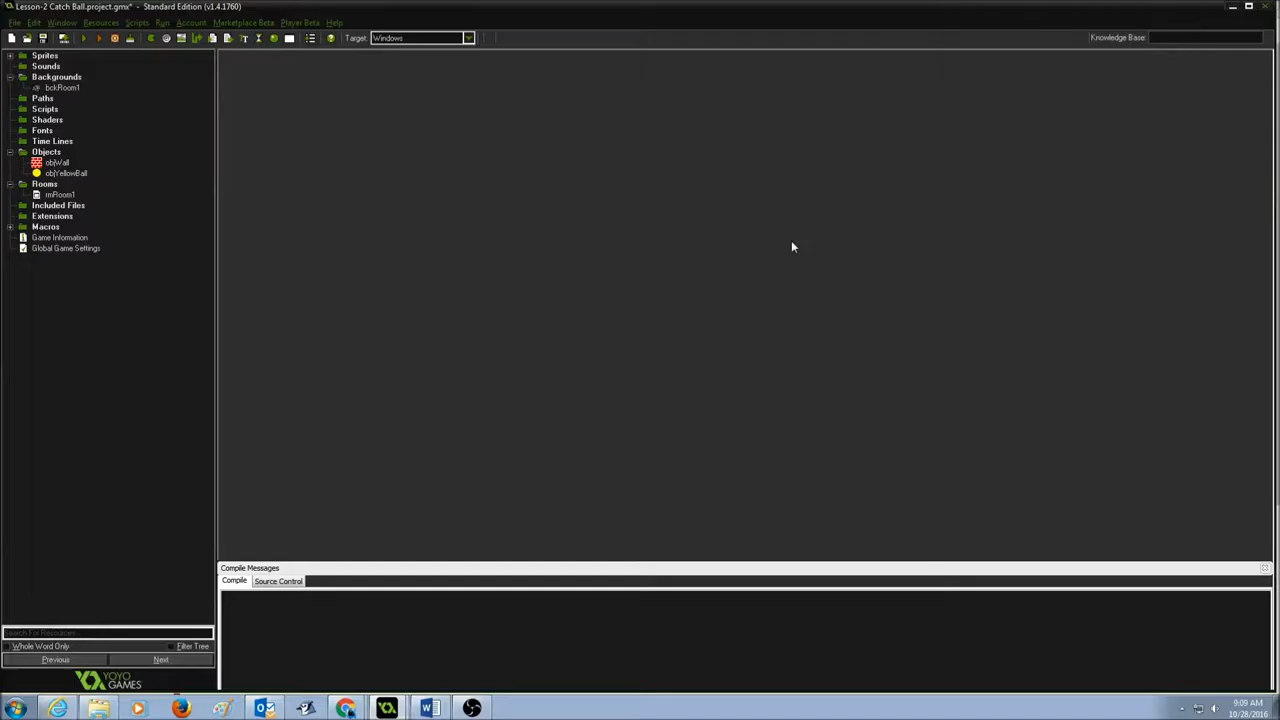 Lesson-2 Catch Ball.project.gmx* - Standard Edition (v1.4.1760)
File Edit Window Resources Scripts Run Account Marketplace Beta Player Beta Help
Target: Windows Knowledge Base:
Sprites
Sounds
Backgrounds
bckRoom1
Paths
Scripts
Shaders
Fonts
Time Lines
Objects
objWall
objYellowBall
Rooms
rmRoom1
Included Files
Extensions
Macros
Game Information
Global Game Settings
Compile Messages
Compile Source Control
Search For Resources...
Whole Word Only Filter Tree
Previous Next
YOYO
GAMES
9:09 AM
10/28/2016